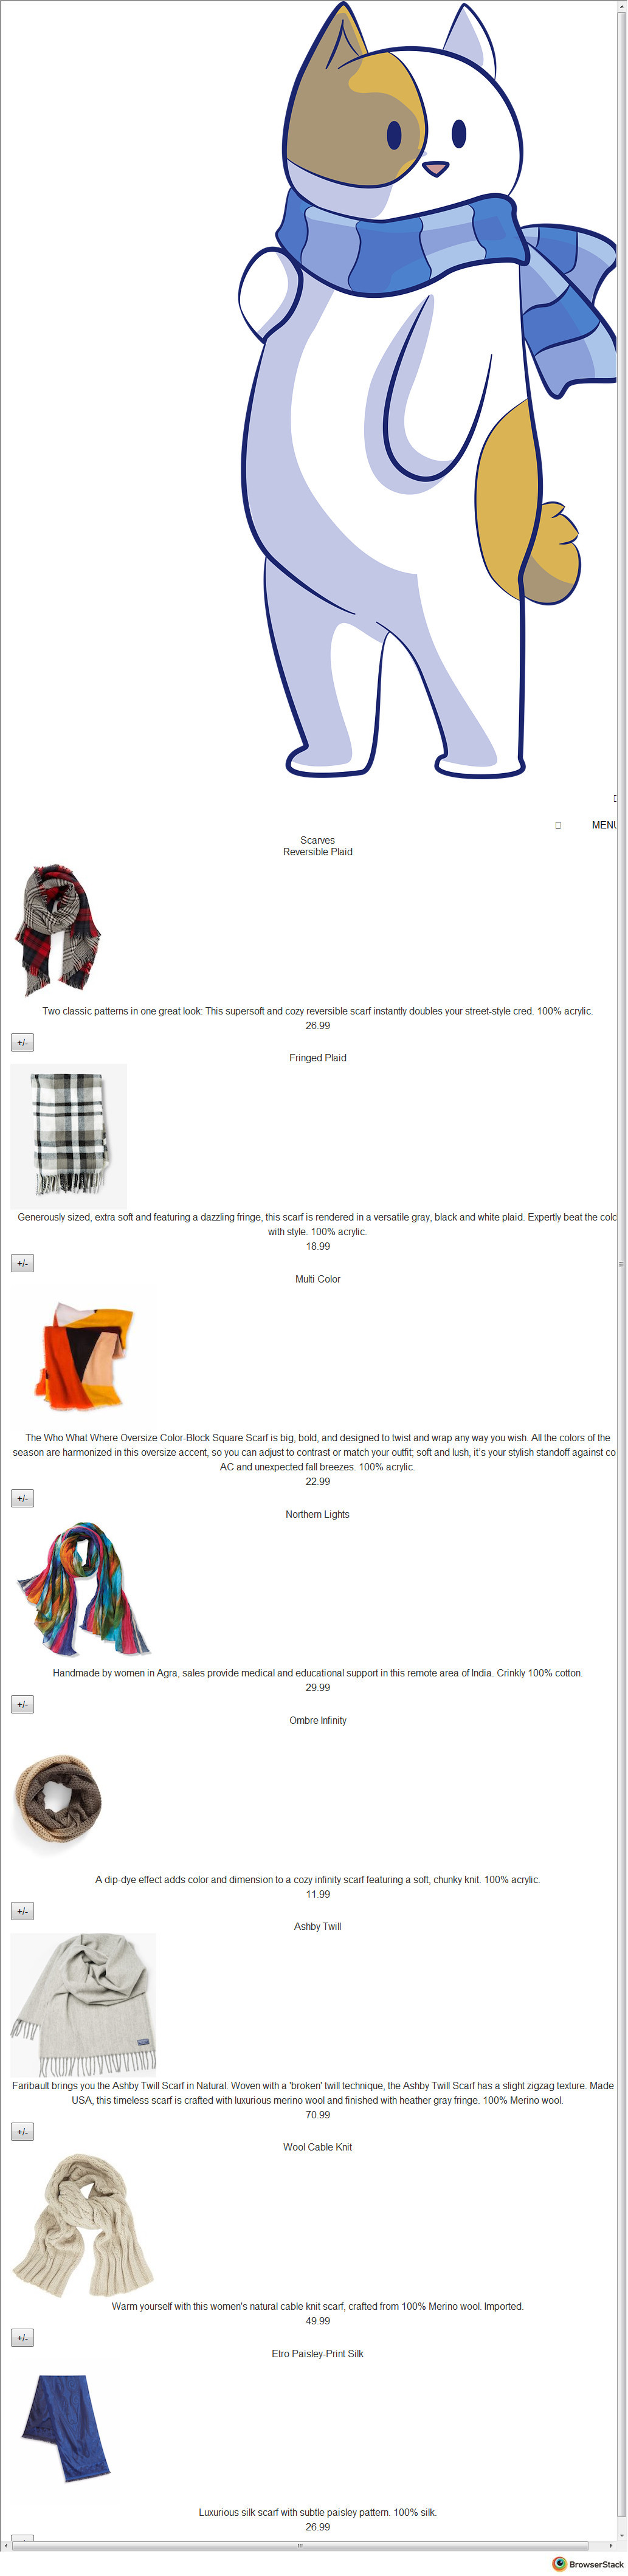 MENU
Scarves
Reversible Plaid
Two classic patterns in one great look: This supersoft and cozy reversible scarf instantly doubles your street-style cred. 100% acrylic.
26.99
+/-
Fringed Plaid
Generously sized, extra soft and featuring a dazzling fringe, this scarf is rendered in a versatile gray, black and white plaid. Expertly beat the cold
with style. 100% acrylic.
18.99
+/-
Multi Color
The Who What Where Oversize Color-Block Square Scarf is big, bold, and designed to twist and wrap any way you wish. All the colors of the
season are harmonized in this oversize accent, so you can adjust to contrast or match your outfit; soft and lush, it's your stylish standoff against co
AC and unexpected fall breezes. 100% acrylic.
22.99
+/-
Northern Lights
Handmade by women in Agra, sales provide medical and educational support in this remote area of India. Crinkly 100% cotton.
29.99
+/-
Ombre Infinity
A dip-dye effect adds color and dimension to a cozy infinity scarf featuring a soft, chunky knit. 100% acrylic.
11.99
+/-
Ashby Twill
Faribault brings you the Ashby Twill Scarf in Natural. Woven with a 'broken' twill technique, the Ashby Twill Scarf has a slight zigzag texture. Made
USA, this timeless scarf is crafted with luxurious merino wool and finished with heather gray fringe. 100% Merino wool.
70.99
+/-
Wool Cable Knit
Warm yourself with this women's natural cable knit scarf, crafted from 100% Merino wool. Imported.
49.99
+/-
Etro Paisley-Print Silk
Luxurious silk scarf with subtle paisley pattern. 100% silk.
26.99
BrowserStack